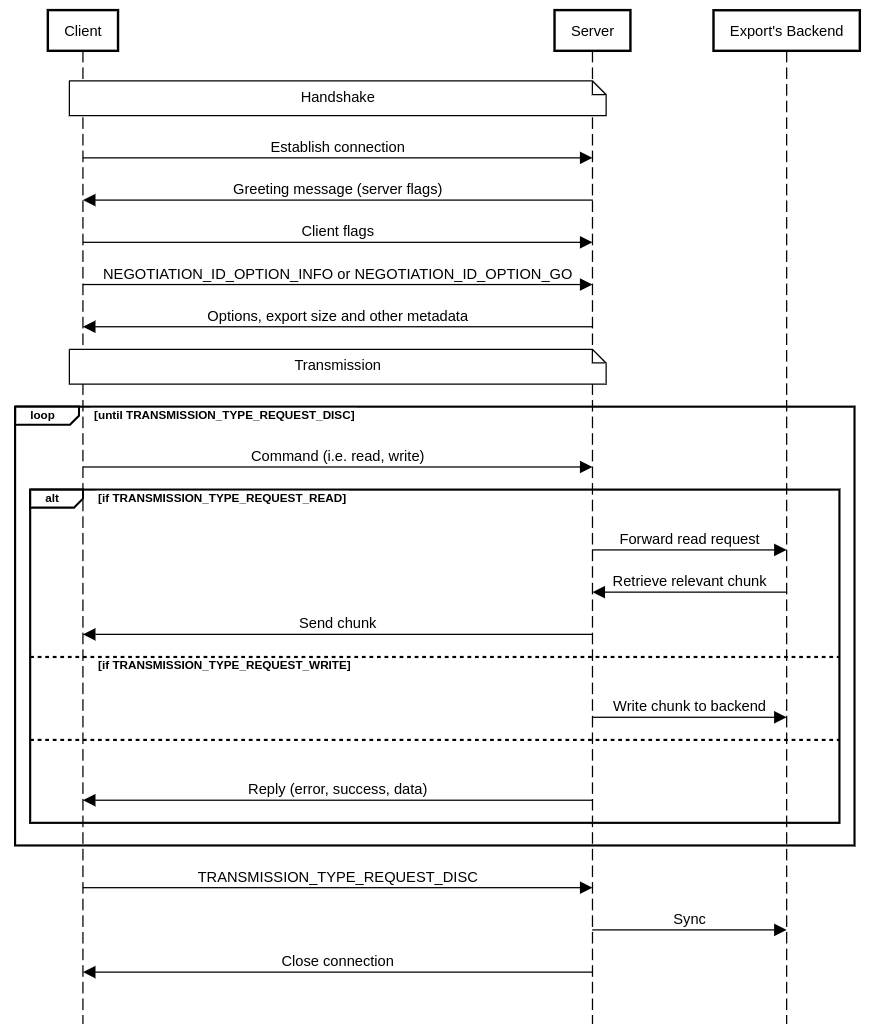 Client
Server
Export's Backend
Handshake
Establish connection
Greeting message (server flags)
Client flags
NEGOTIATION_ID_OPTION_INFO or NEGOTIATION_ID_OPTION_GO
Options, export size and other metadata
Transmission
loop
[until TRANSMISSION_TYPE_REQUEST_DISC]
Command (i.e. read, write)
alt
[if TRANSMISSION_TYPE_REQUEST_READ]
Forward read request
Retrieve relevant chunk
Send chunk
[if TRANSMISSION_TYPE_REQUEST_WRITE]
Write chunk to backend
Reply (error, success, data)
TRANSMISSION_TYPE_REQUEST_DISC
Sync
Close connection